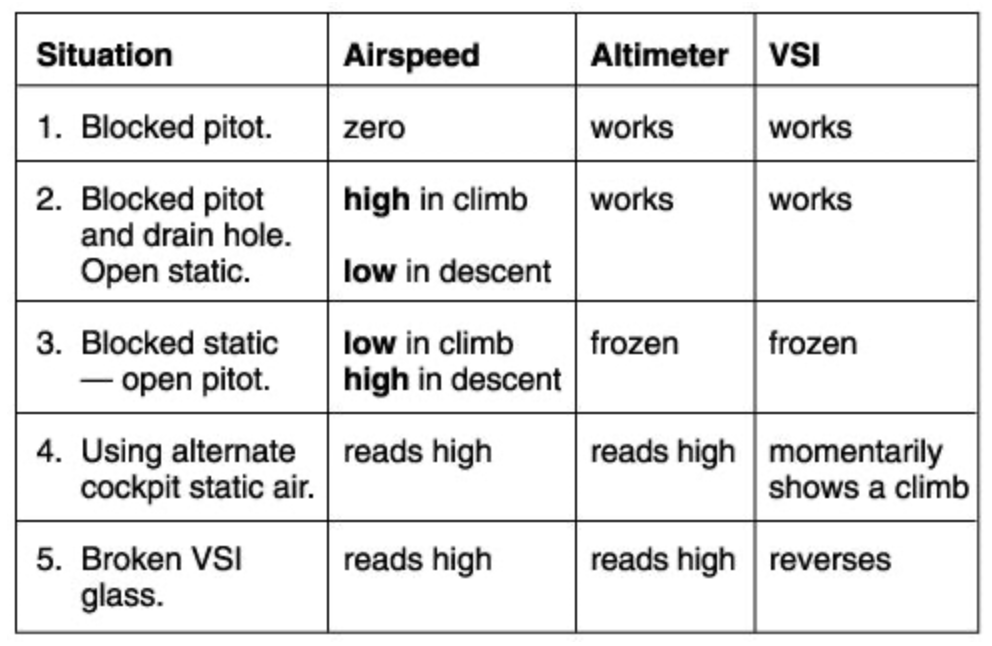 Situation Airspeed Altimeter VSI
1. Blocked pitot. zero works works
2. Blocked pitot high in climb works works
and drain hole.
Open static. low in descent
3. Blocked static low in climb frozen frozen
— open pitot. high in descent
4. Using alternate reads high reads high momentarily
cockpit static air. shows a climb
5. Broken VSI reads high reads high reverses
glass.